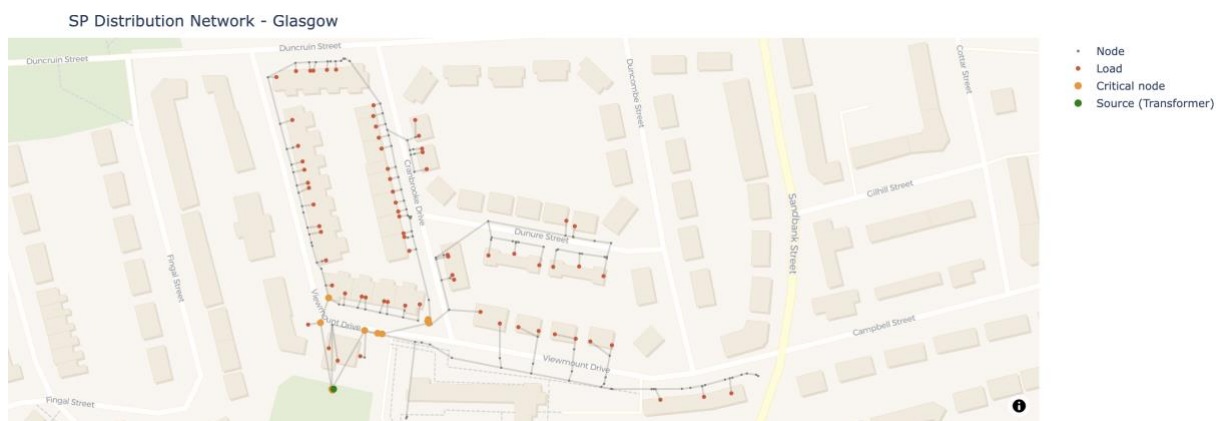 SP Distribution Network - Glasgow
Node
Load
Critical node
Source (Transformer)
Duncruin Street
Duncruin Street
Cottar Street
Duncombe Street
Cranbrooke Drive
Gilhill Street
Sandbank Street
Dunure Street
Fingal Street
Viewmount Drive
Campbell Street
Viewmount Drive
Fingal Street